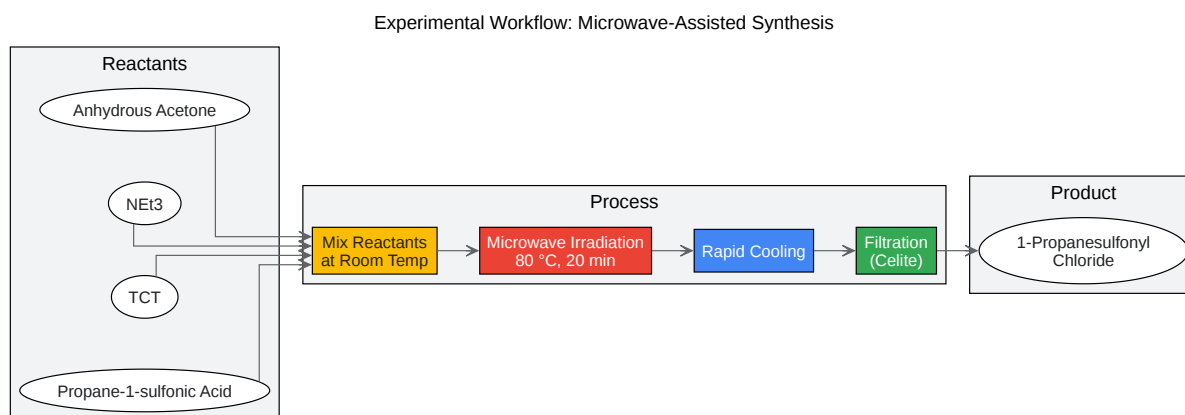 Experimental Workflow: Microwave-Assisted Synthesis
Reactants
Anhydrous Acetone
NEt3
TCT
Propane-1-sulfonic Acid
Process
Mix Reactants
at Room Temp
Microwave Irradiation
80 °C, 20 min
Rapid Cooling
Filtration
(Celite)
Product
1-Propanesulfonyl
Chloride